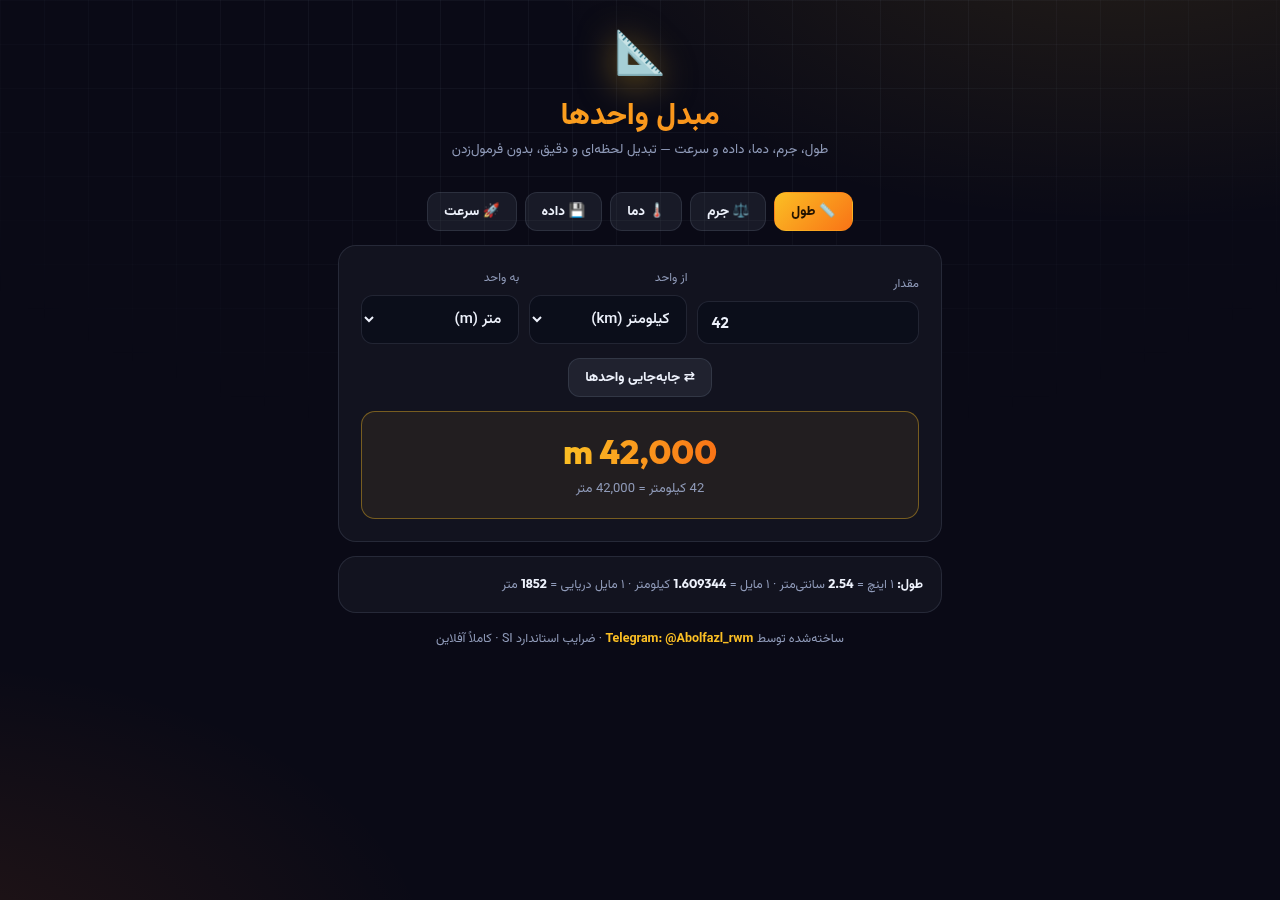 مبدل واحدها
طول، جرم، دما، داده و سرعت — تبدیل لحظه‌ای و دقیق، بدون فرمول‌زدن
📏 طول
⚖️ جرم
🌡️ دما
💾 داده
🚀 سرعت
مقدار
از واحد
به واحد
42
کیلومتر (km)
متر (m)
⇄ جابه‌جایی واحدها
42,000 m
42 کیلومتر = 42,000 متر
طول: ۱ اینچ = 2.54 سانتی‌متر · ۱ مایل = 1.609344 کیلومتر · ۱ مایل دریایی = 1852 متر
ساخته‌شده توسط Telegram: @Abolfazl_rwm · ضرایب استاندارد SI · کاملاً آفلاین